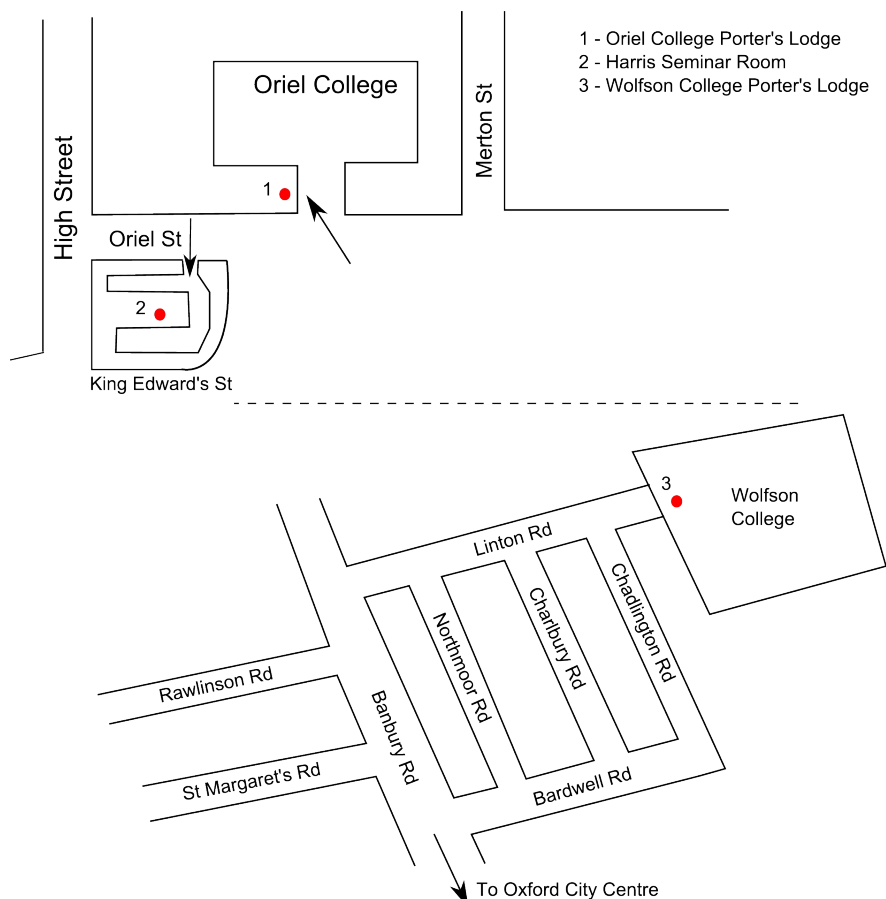 1 - Oriel College Porter's Lodge
2 - Harris Seminar Room
3 - Wolfson College Porter's Lodge
Oriel College
High Street
Merton St
1
Oriel St
2
King Edward's St
3
Wolfson
College
Linton Rd
Northmoor Rd
Charlbury Rd
Chadlington Rd
Rawlinson Rd
Banbury Rd
St Margaret's Rd
Bardwell Rd
To Oxford City Centre